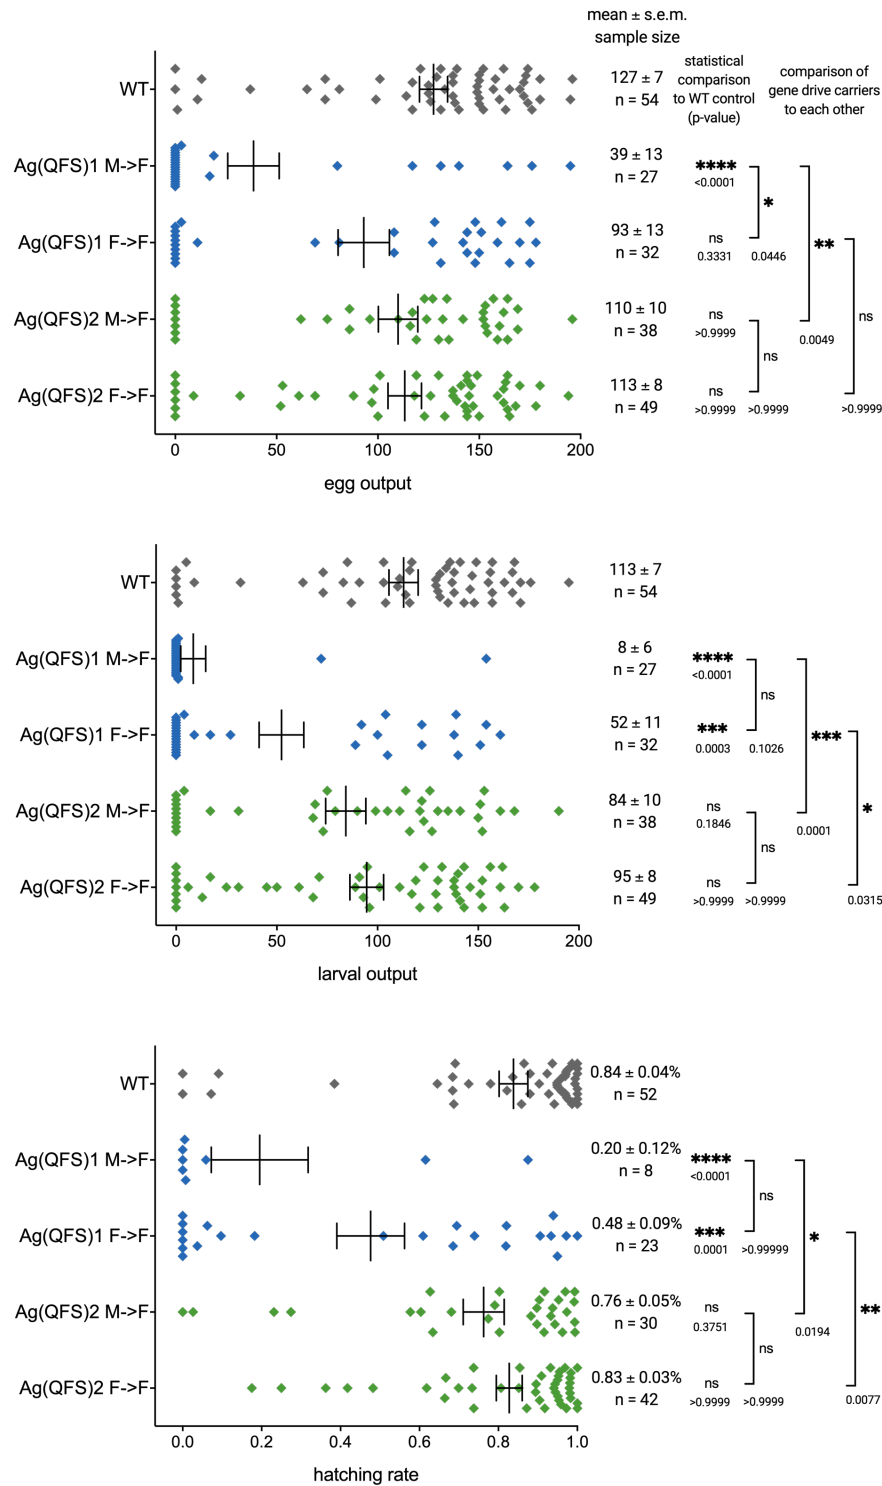 mean ± s.e.m.
sample size
statistical
comparison
to WT control
(p-value)
comparison of
gene drive carriers
to each other
WT
127 ± 7
n = 54
Ag(QFS)1 M->F
39 ± 13
n = 27
****
<0.0001
*
Ag(QFS)1 F->F
93 ± 13
n = 32
ns
0.3331
0.0446
**
Ag(QFS)2 M->F
110 ± 10
n = 38
ns
>0.9999
0.0049
ns
ns
Ag(QFS)2 F->F
113 ± 8
n = 49
ns
>0.9999
>0.9999
>0.9999
0
50
100
150
200
egg output
WT
113 ± 7
n = 54
Ag(QFS)1 M->F
8 ± 6
n = 27
****
<0.0001
ns
Ag(QFS)1 F->F
52 ± 11
n = 32
***
0.0003
0.1026
***
Ag(QFS)2 M->F
84 ± 10
n = 38
ns
0.1846
0.0001
*
ns
Ag(QFS)2 F->F
95 ± 8
n = 49
ns
>0.9999
>0.9999
0.0315
0
50
100
150
200
larval output
WT
0.84 ± 0.04%
n = 52
Ag(QFS)1 M->F
0.20 ± 0.12%
n = 8
****
<0.0001
ns
Ag(QFS)1 F->F
0.48 ± 0.09%
n = 23
***
0.0001
>0.99999
*
Ag(QFS)2 M->F
0.76 ± 0.05%
n = 30
ns
0.3751
0.0194
**
ns
Ag(QFS)2 F->F
0.83 ± 0.03%
n = 42
ns
>0.9999
>0.9999
0.0077
0.0
0.2
0.4
0.6
0.8
1.0
hatching rate